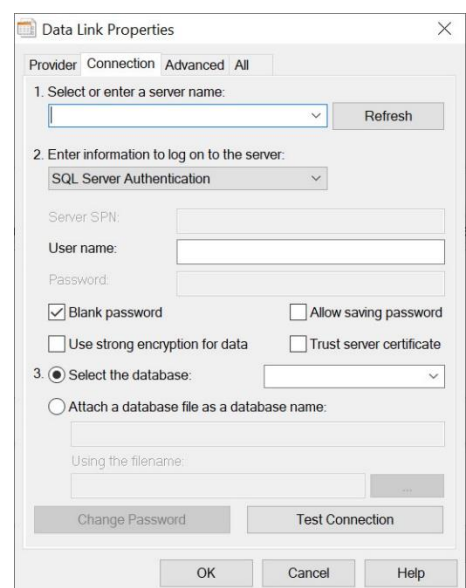 Data Link Properties
Provider Connection Advanced All
1. Select or enter a server name:
Refresh
2. Enter information to log on to the server:
SQL Server Authentication
Server SPN:
User name:
Password:
Blank password Allow saving password
Use strong encryption for data Trust server certificate
3. Select the database:
Attach a database file as a database name:
Using the filename:
...
Change Password Test Connection
OK Cancel Help